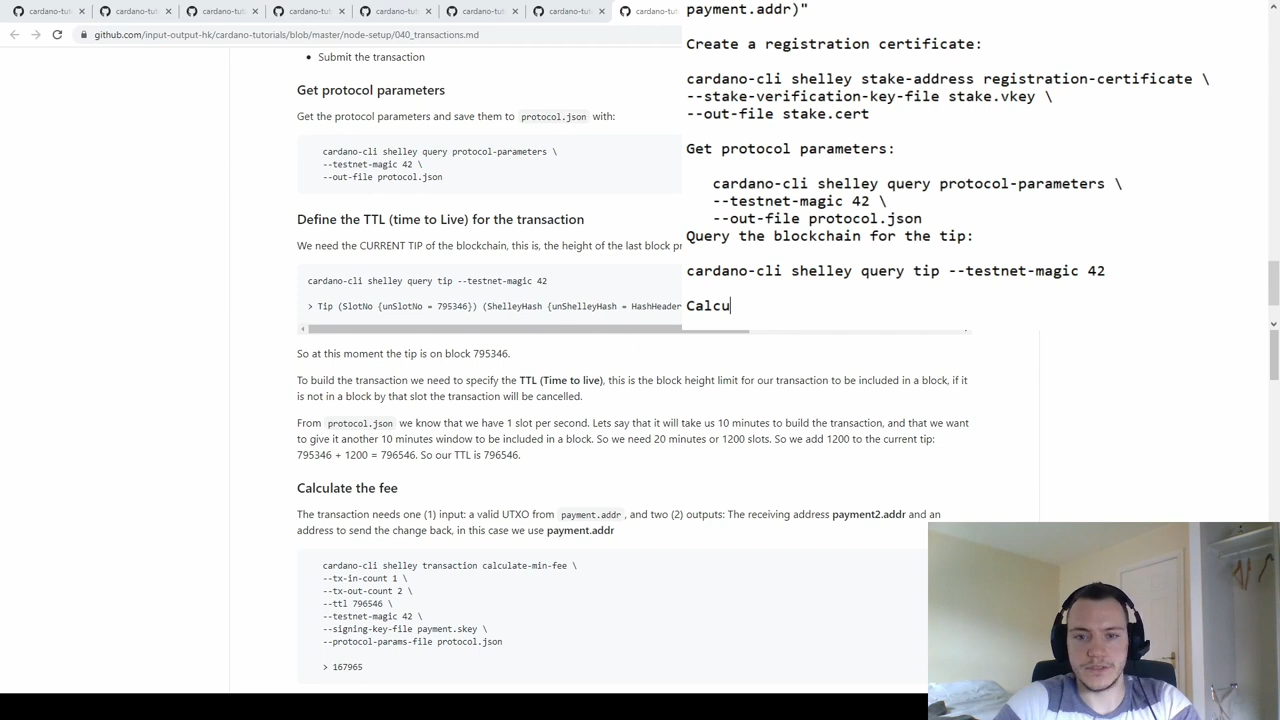 cardano-tut
cardano-tut
cardano-tut
cardano-tut
cardano-tut
cardano-tut
cardano-tut
cardano-tut
github.com/input-output-hk/cardano-tutorials/blob/master/node-setup/040_transactions.md
• Submit the transaction
Get protocol parameters
Get the protocol parameters and save them to protocol.json with:
cardano-cli shelley query protocol-parameters \
--testnet-magic 42 \
--out-file protocol.json
Define the TTL (time to Live) for the transaction
We need the CURRENT TIP of the blockchain, this is, the height of the last block pr
cardano-cli shelley query tip --testnet-magic 42
> Tip (SlotNo {unSlotNo = 795346}) (ShelleyHash {unShelleyHash = HashHeader
So at this moment the tip is on block 795346.
To build the transaction we need to specify the TTL (Time to live), this is the block height limit for our transaction to be included in a block, if it
is not in a block by that slot the transaction will be cancelled.
From protocol.json we know that we have 1 slot per second. Lets say that it will take us 10 minutes to build the transaction, and that we want
to give it another 10 minutes window to be included in a block. So we need 20 minutes or 1200 slots. So we add 1200 to the current tip:
795346 + 1200 = 796546. So our TTL is 796546.
Calculate the fee
The transaction needs one (1) input: a valid UTXO from payment.addr, and two (2) outputs: The receiving address payment2.addr and an
address to send the change back, in this case we use payment.addr
cardano-cli shelley transaction calculate-min-fee \
--tx-in-count 1 \
--tx-out-count 2 \
--ttl 796546 \
--testnet-magic 42 \
--signing-key-file payment.skey \
--protocol-params-file protocol.json
> 167965
payment.addr)"
Create a registration certificate:
cardano-cli shelley stake-address registration-certificate \
--stake-verification-key-file stake.vkey \
--out-file stake.cert
Get protocol parameters:
cardano-cli shelley query protocol-parameters \
--testnet-magic 42 \
--out-file protocol.json
Query the blockchain for the tip:
cardano-cli shelley query tip --testnet-magic 42
Calcu